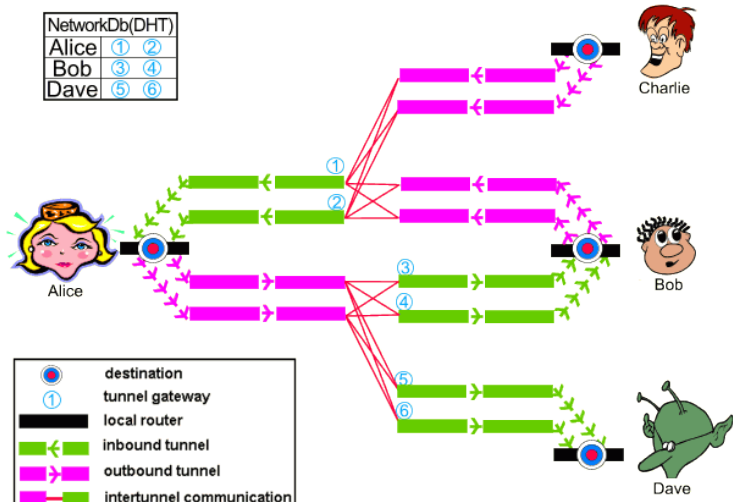 NetworkDb(DHT)
Alice ① ②
Bob ③ ④
Dave ⑤ ⑥
Charlie
①
②
Alice
③
④
Bob
⑤
⑥
Dave
destination
① tunnel gateway
local router
inbound tunnel
outbound tunnel
intertunnel communication